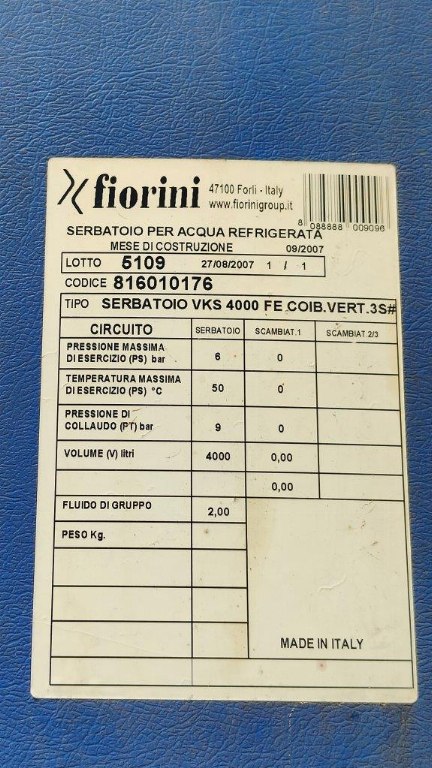 fiorini
47100 Forlì - Italy
www.fiorinigroup.it
8 088888 009096
SERBATOIO PER ACQUA REFRIGERATA
MESE DI COSTRUZIONE 09/2007
LOTTO 5109 27/08/2007 1 / 1
CODICE 816010176
TIPO SERBATOIO VKS 4000 FE COIB.VERT.3S#
CIRCUITO SERBATOIO SCAMBIAT.1 SCAMBIAT.2/3
PRESSIONE MASSIMA
DI ESERCIZIO (PS) bar 6 0
TEMPERATURA MASSIMA
DI ESERCIZIO (PS) °C 50 0
PRESSIONE DI
COLLAUDO (PT) bar 9 0
VOLUME (V) litri 4000 0,00
0,00
FLUIDO DI GRUPPO 2,00
PESO Kg.
MADE IN ITALY